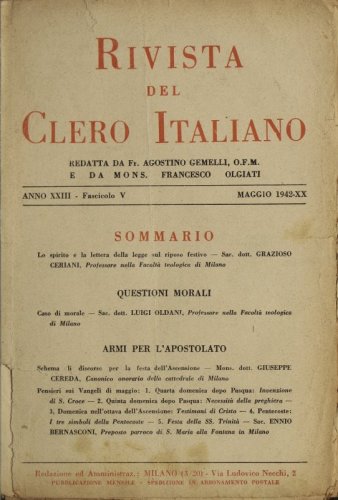 RIVISTA
DEL
CLERO ITALIANO
REDATTA DA Fr. AGOSTINO GEMELLI, O.F.M.
E DA MONS. FRANCESCO OLGIATI
ANNO XXIII - Fascicolo V MAGGIO 1942-XX
SOMMARIO
Lo spirito e la lettera della legge sul riposo festivo — Sac. dott. GRAZIOSO
CERIANI, Professore nella Facoltà teologica di Milano
QUESTIONI MORALI
Caso di morale — Sac. dott. LUIGI OLDANI, Professore nella Facoltà teologica
di Milano
ARMI PER L'APOSTOLATO
Schema di discorso per la festa dell'Ascensione — Mons. dott. GIUSEPPE
CEREDA, Canonico onorario della cattedrale di Milano
Pensieri sui Vangeli di maggio: 1. Quarta domenica dopo Pasqua: Invenzione
di S. Croce — 2. Quinta domenica dopo Pasqua: Necessità della preghiera —
3. Domenica nell'ottava dell'Ascensione: Testimoni di Cristo — 4. Pentecoste:
I tre simboli della Pentecoste — 5. Festa della SS. Trinità — Sac. ENNIO
BERNASCONI, Preposto parroco di S. Maria alla Fontana in Milano
Redazione ed Amministraz.: MILANO (3/20) - Via Ludovico Necchi, 2
PUBBLICAZIONE MENSILE - SPEDIZIONE IN ABBONAMENTO POSTALE